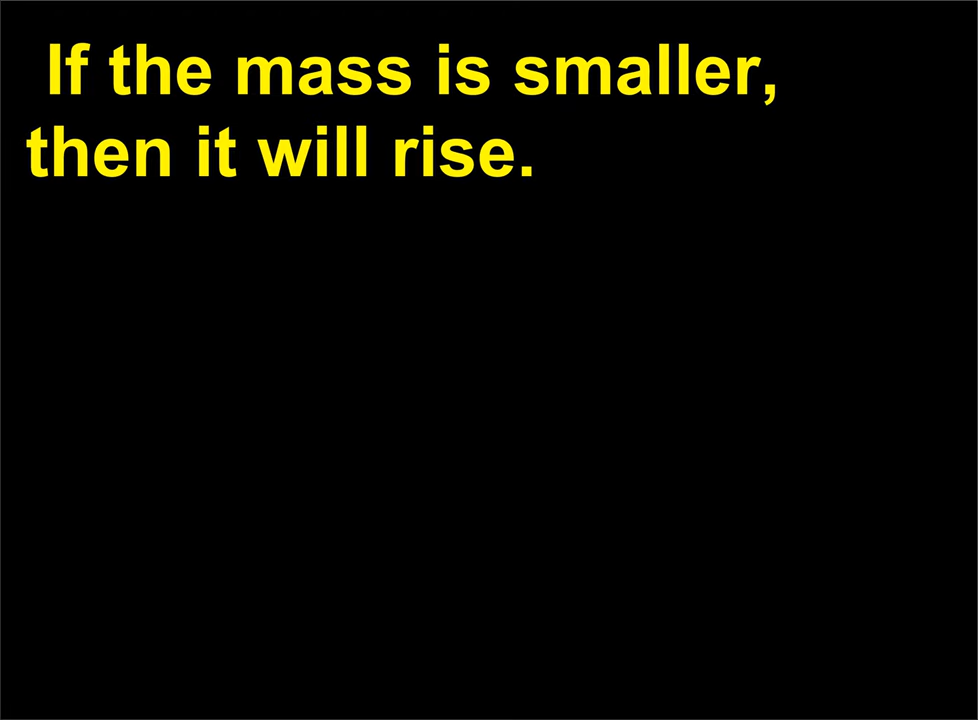 If the mass is smaller,
then it will rise.